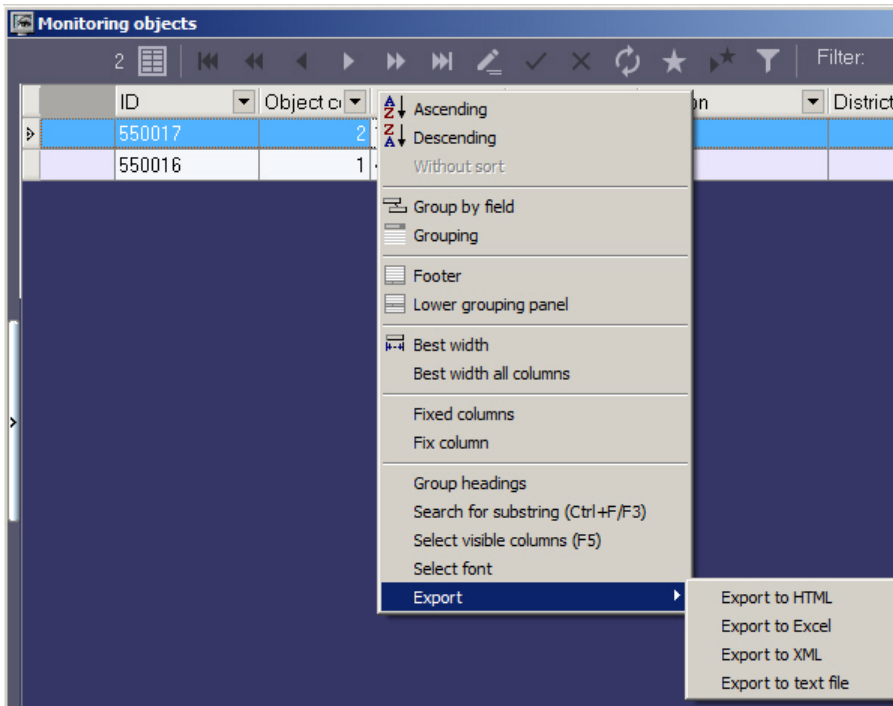 Monitoring objects
2 Filter:
ID Object co on District
550017 2
550016 1
Ascending
Descending
Without sort
Group by field
Grouping
Footer
Lower grouping panel
Best width
Best width all columns
Fixed columns
Fix column
Group headings
Search for substring (Ctrl+F/F3)
Select visible columns (F5)
Select font
Export
Export to HTML
Export to Excel
Export to XML
Export to text file